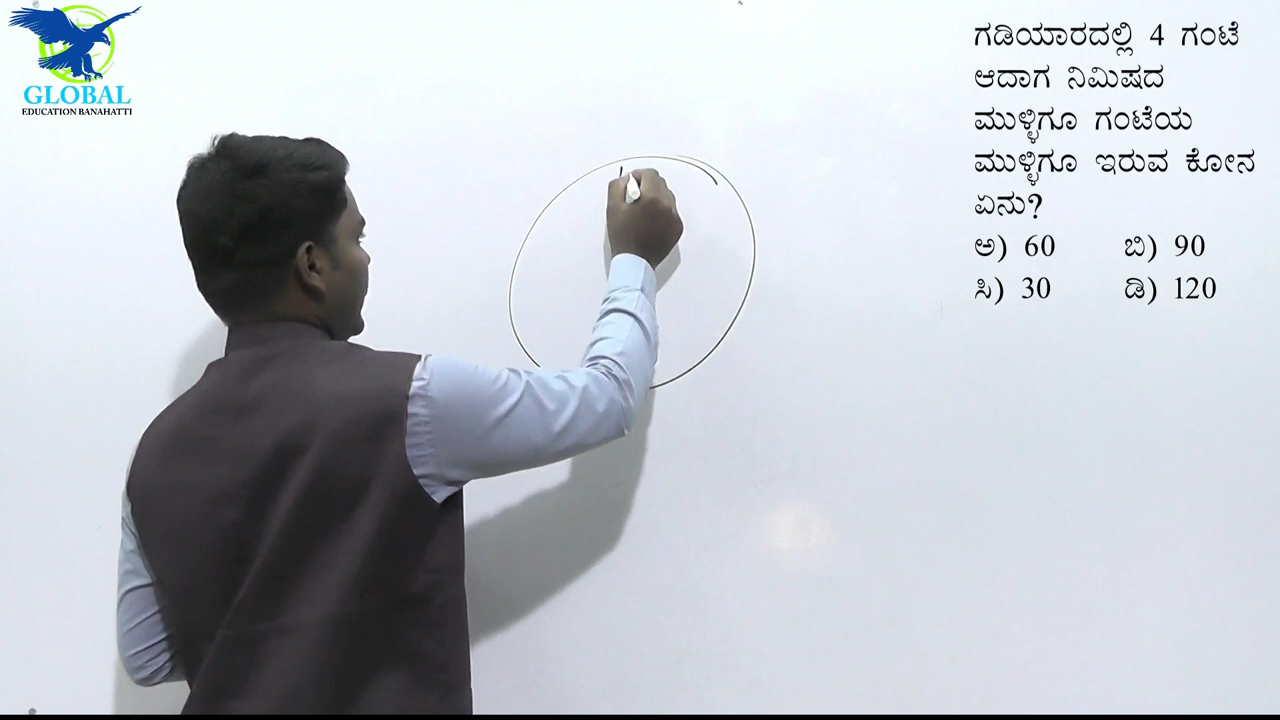 GLOBAL
EDUCATION BANAHATTI
ಗಡಿಯಾರದಲ್ಲಿ 4 ಗಂಟೆ
ಆದಾಗ ನಿಮಿಷದ
ಮುಳ್ಳಿಗೂ ಗಂಟೆಯ
ಮುಳ್ಳಿಗೂ ಇರುವ ಕೋನ
ಏನು?
ಅ) 60 ಬಿ) 90
ಸಿ) 30 ಡಿ) 120